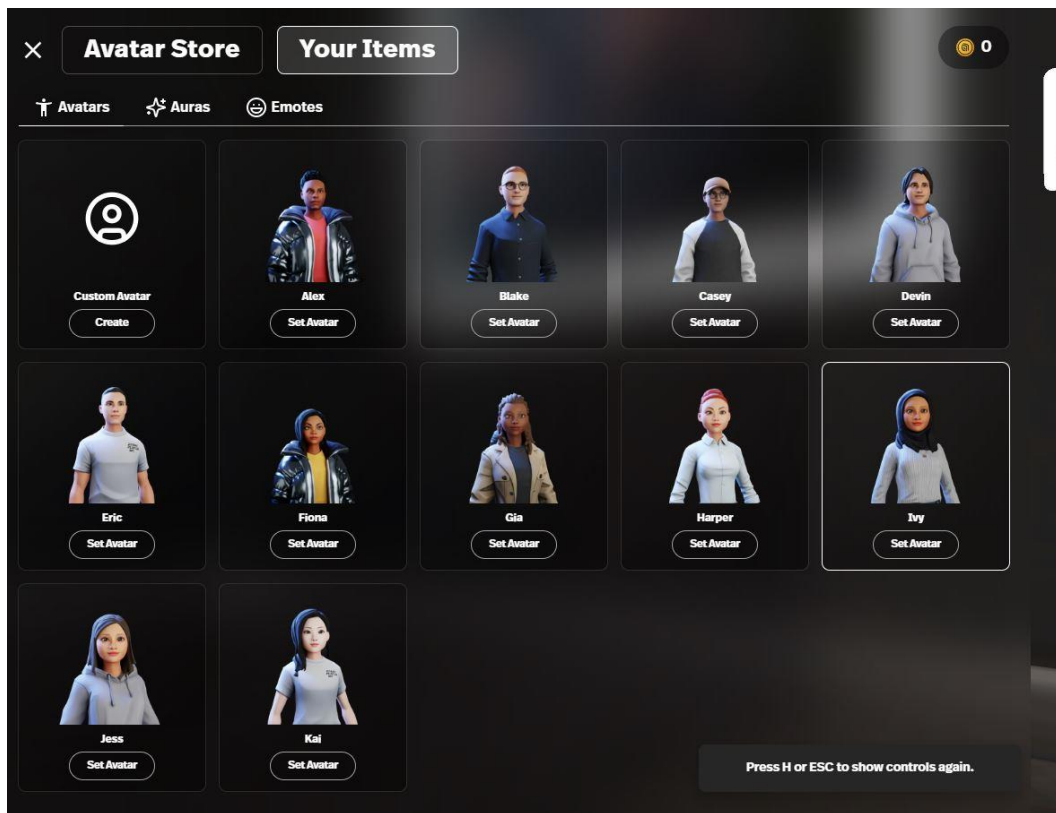 Avatar Store
Your Items
0
Avatars
Auras
Emotes
Custom Avatar
Create
Alex
Set Avatar
Blake
Set Avatar
Casey
Set Avatar
Devin
Set Avatar
Eric
Set Avatar
Fiona
Set Avatar
Gia
Set Avatar
Harper
Set Avatar
Ivy
Set Avatar
Jess
Set Avatar
Kai
Set Avatar
Press H or ESC to show controls again.